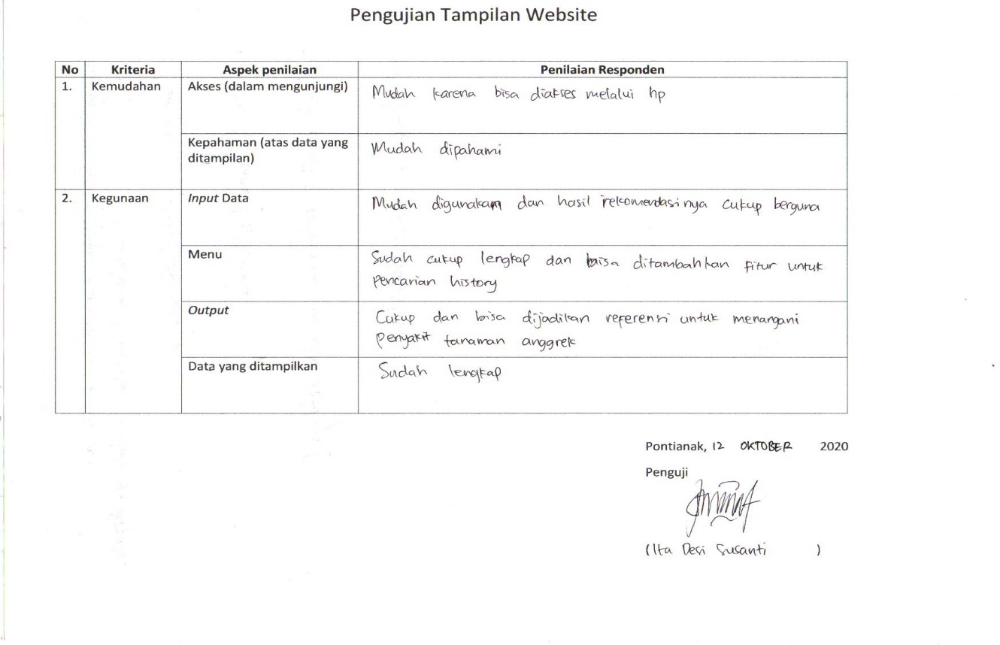 Pengujian Tampilan Website
No Kriteria Aspek penilaian Penilaian Responden
1. Kemudahan Akses (dalam mengunjungi) Mudah karena bisa diakses melalui hp
Kepahaman (atas data yang
ditampilan)
Mudah dipahami
2. Kegunaan Input Data Mudah digunakan dan hasil rekomendasinya cukup berguna
Menu
Sudah cukup lengkap dan bisa ditambahkan fitur untuk
pencarian history
Output
Cukup dan bisa dijadikan referensi untuk menangani
Penyakit tanaman anggrek
Data yang ditampilkan Sudah lengkap
Pontianak, 12 OKTOBER 2020
Penguji
(Ita Desi Susanti )